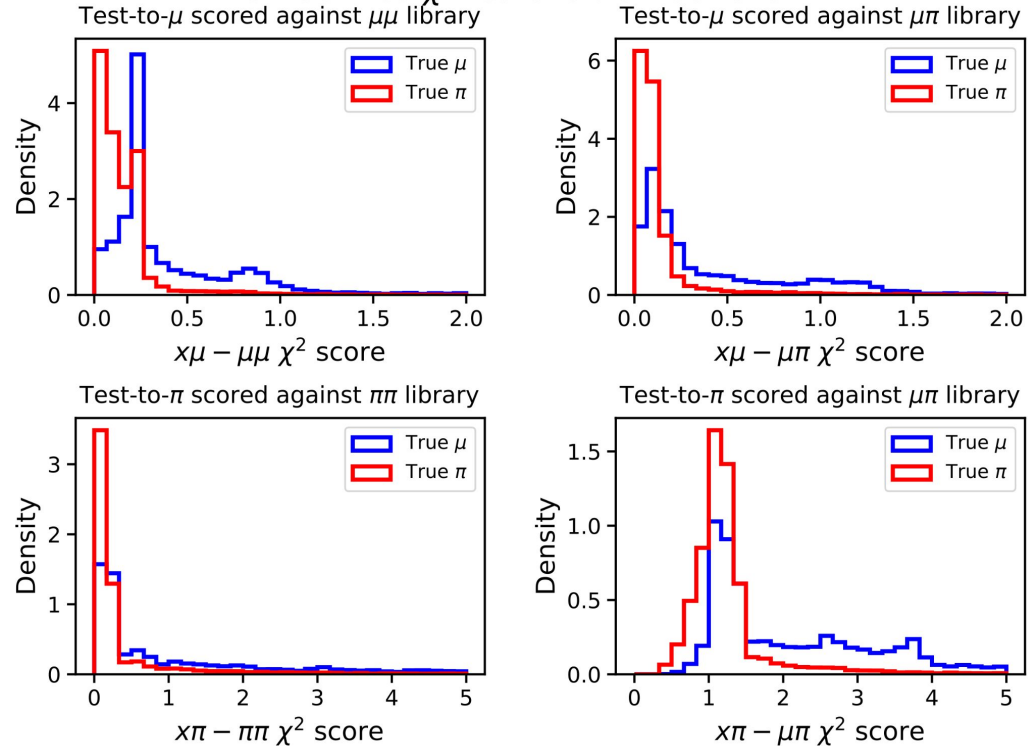 Test-to-μ scored against μμ library
Density
4
2
0
True μ
True π
0.0 0.5 1.0 1.5 2.0
xμ − μμ χ² score
Test-to-μ scored against μπ library
Density
6
4
2
0
True μ
True π
0.0 0.5 1.0 1.5 2.0
xμ − μπ χ² score
Test-to-π scored against ππ library
Density
3
2
1
0
True μ
True π
0 1 2 3 4 5
xπ − ππ χ² score
Test-to-π scored against μπ library
Density
1.5
1.0
0.5
0.0
True μ
True π
0 1 2 3 4 5
xπ − μπ χ² score